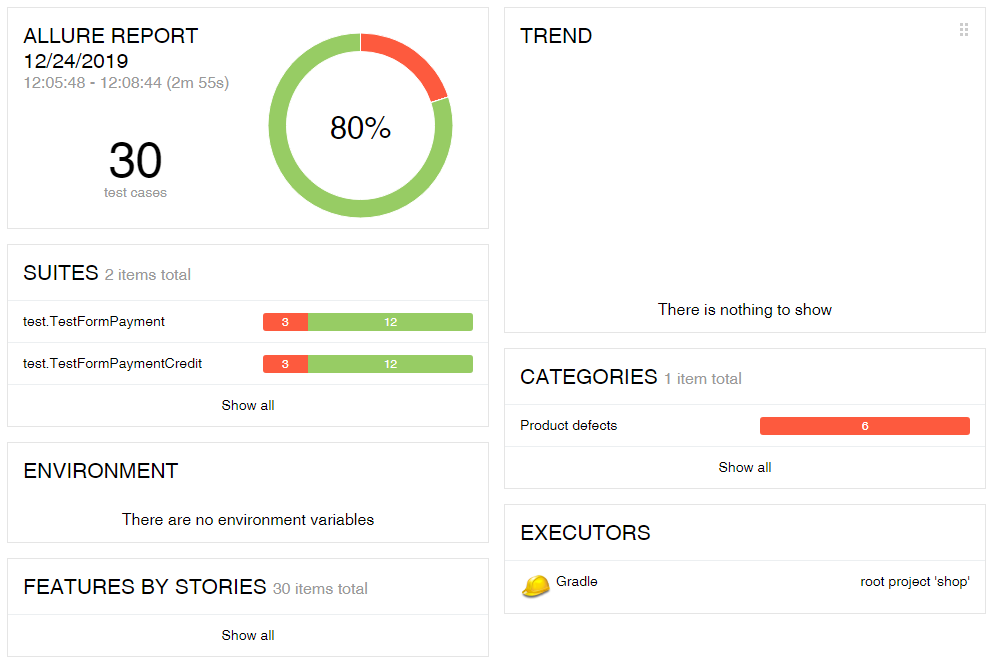 ALLURE REPORT
12/24/2019
12:05:48 - 12:08:44 (2m 55s)
30
test cases
80%
SUITES 2 items total
test.TestFormPayment 3 12
test.TestFormPaymentCredit 3 12
Show all
ENVIRONMENT
There are no environment variables
FEATURES BY STORIES 30 items total
Show all
TREND
There is nothing to show
CATEGORIES 1 item total
Product defects 6
Show all
EXECUTORS
Gradle root project 'shop'